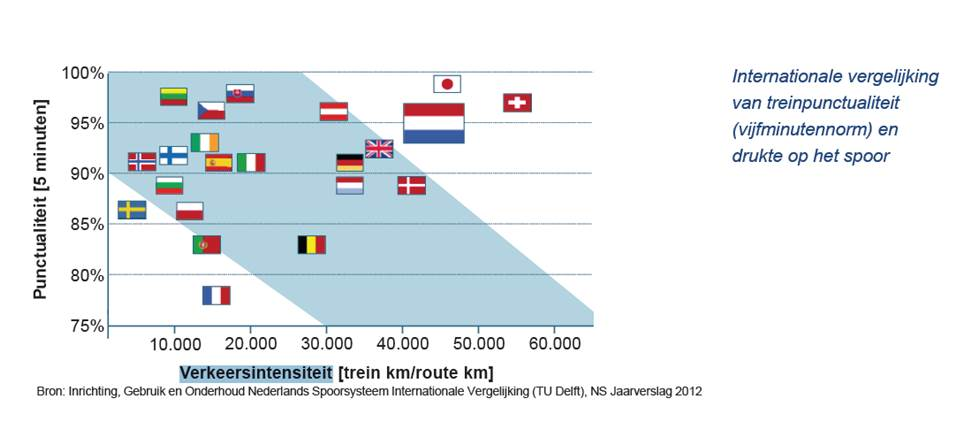 100%
95%
90%
85%
80%
75%
Punctualiteit [5 minuten]
10.000 20.000 30.000 40.000 50.000 60.000
Verkeersintensiteit [trein km/route km]
Bron: Inrichting, Gebruik en Onderhoud Nederlands Spoorsysteem Internationale Vergelijking (TU Delft), NS Jaarverslag 2012
Internationale vergelijking
van treinpunctualiteit
(vijfminutennorm) en
drukte op het spoor